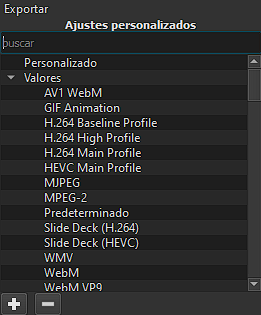 Exportar
Ajustes personalizados
buscar
Personalizado
Valores
AV1 WebM
GIF Animation
H.264 Baseline Profile
H.264 High Profile
H.264 Main Profile
HEVC Main Profile
MJPEG
MPEG-2
Predeterminado
Slide Deck (H.264)
Slide Deck (HEVC)
WMV
WebM
WebM VP9